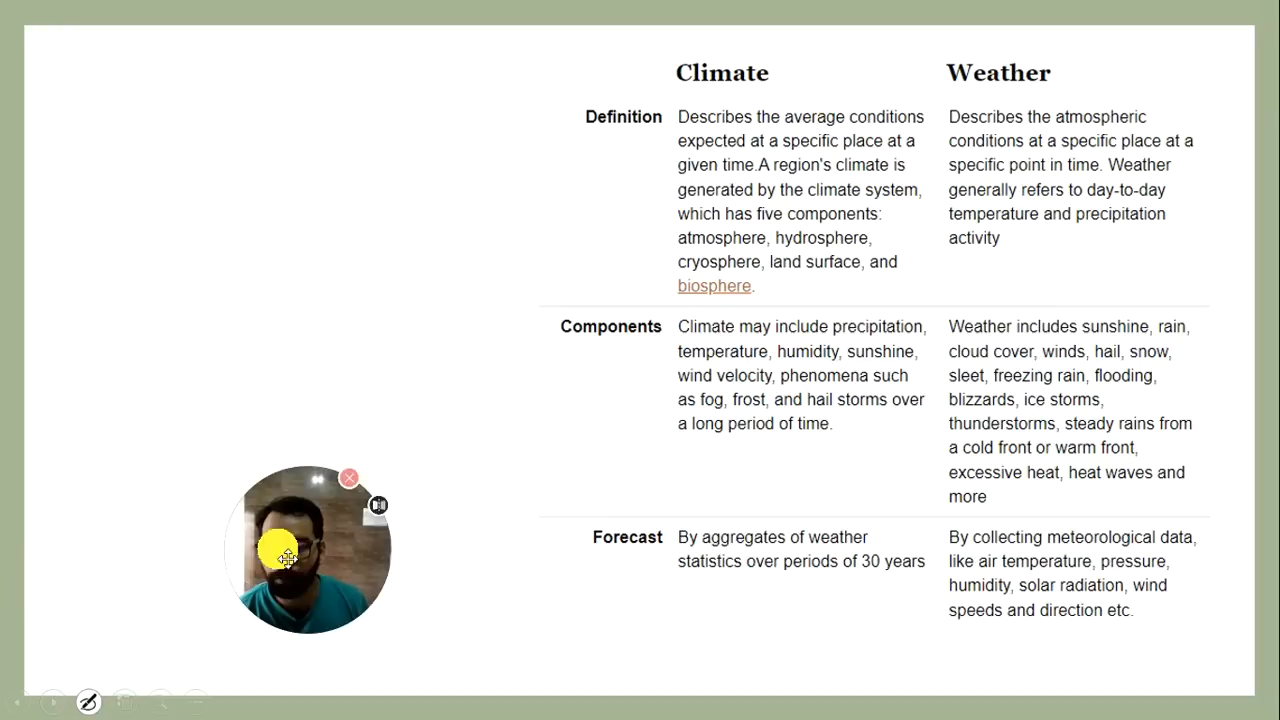 Climate Weather
Definition Describes the average conditions Describes the atmospheric
expected at a specific place at a conditions at a specific place at a
given time.A region's climate is specific point in time. Weather
generated by the climate system, generally refers to day-to-day
which has five components: temperature and precipitation
atmosphere, hydrosphere, activity
cryosphere, land surface, and
biosphere.
Components Climate may include precipitation, Weather includes sunshine, rain,
temperature, humidity, sunshine, cloud cover, winds, hail, snow,
wind velocity, phenomena such sleet, freezing rain, flooding,
as fog, frost, and hail storms over blizzards, ice storms,
a long period of time. thunderstorms, steady rains from
a cold front or warm front,
excessive heat, heat waves and
more
Forecast By aggregates of weather By collecting meteorological data,
statistics over periods of 30 years like air temperature, pressure,
humidity, solar radiation, wind
speeds and direction etc.